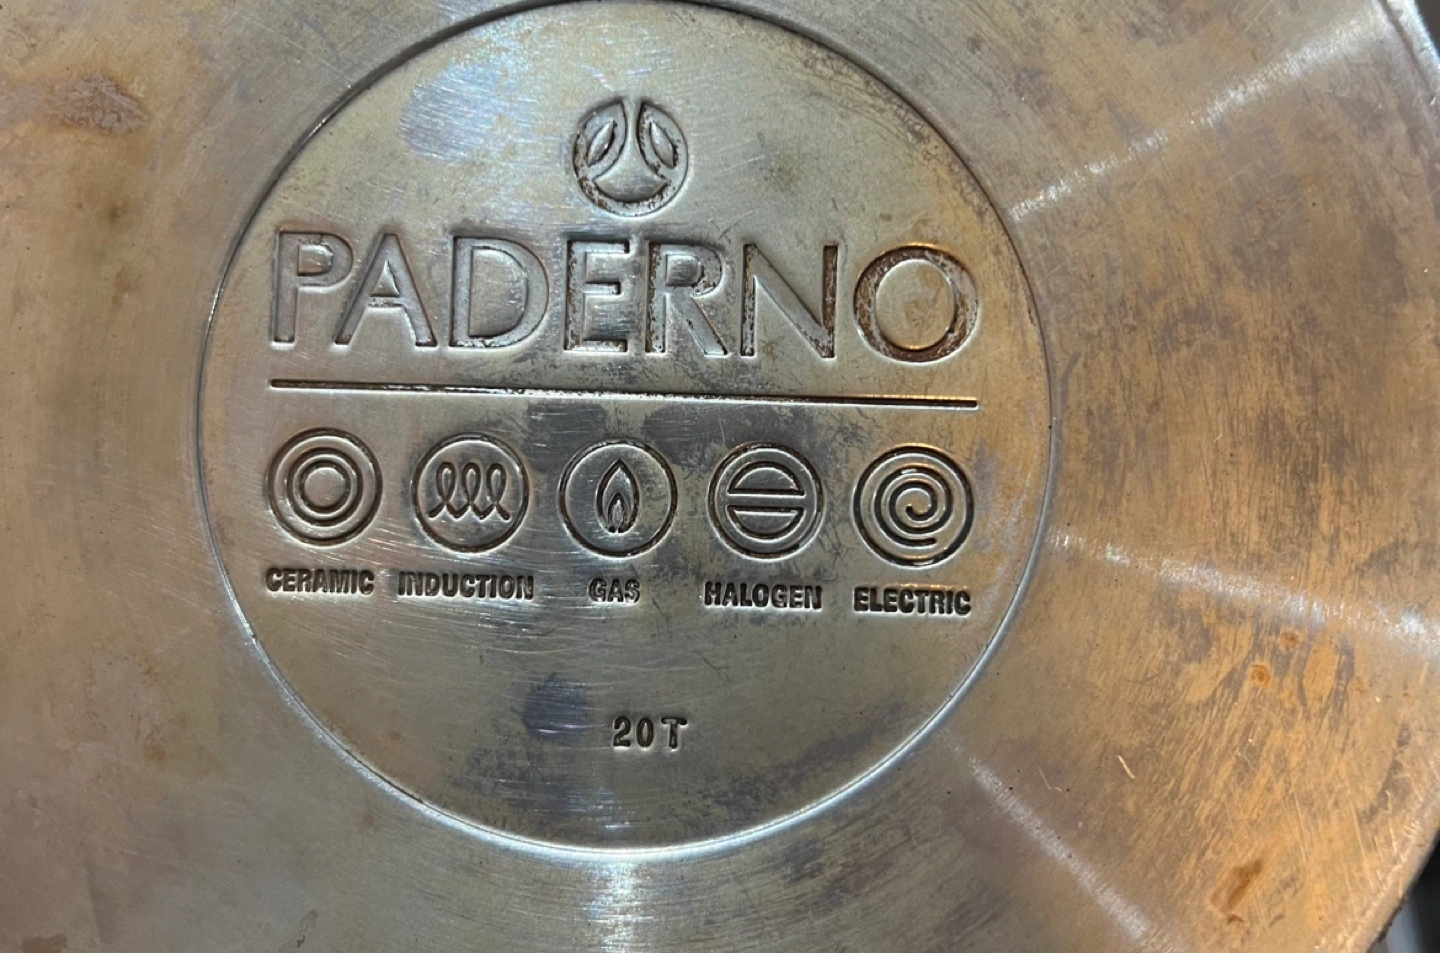 PADERNO
CERAMIC INDUCTION GAS HALOGEN ELECTRIC
20T